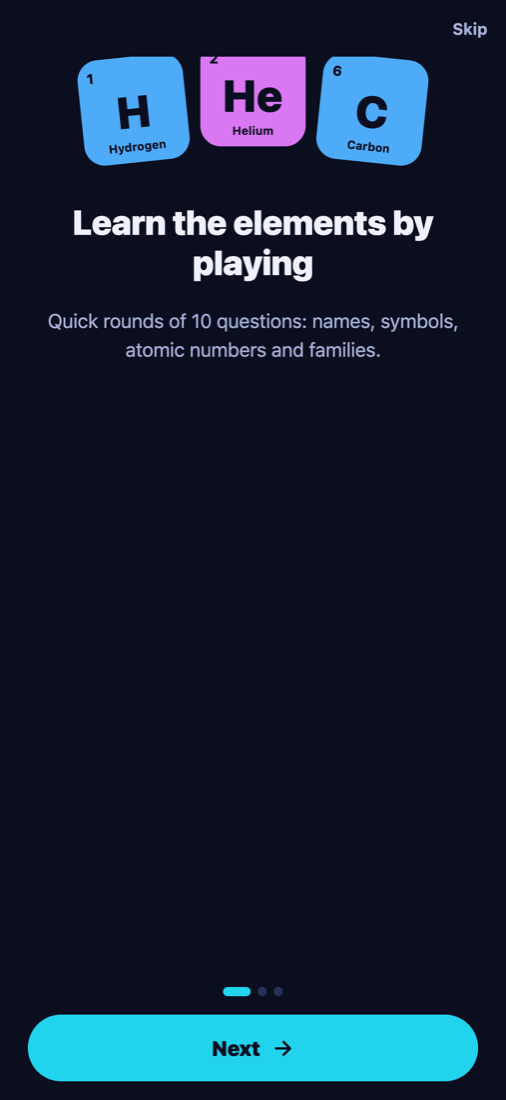 Skip
1
H
Hydrogen
2
He
Helium
6
C
Carbon
Learn the elements by
playing
Quick rounds of 10 questions: names, symbols,
atomic numbers and families.
Next →